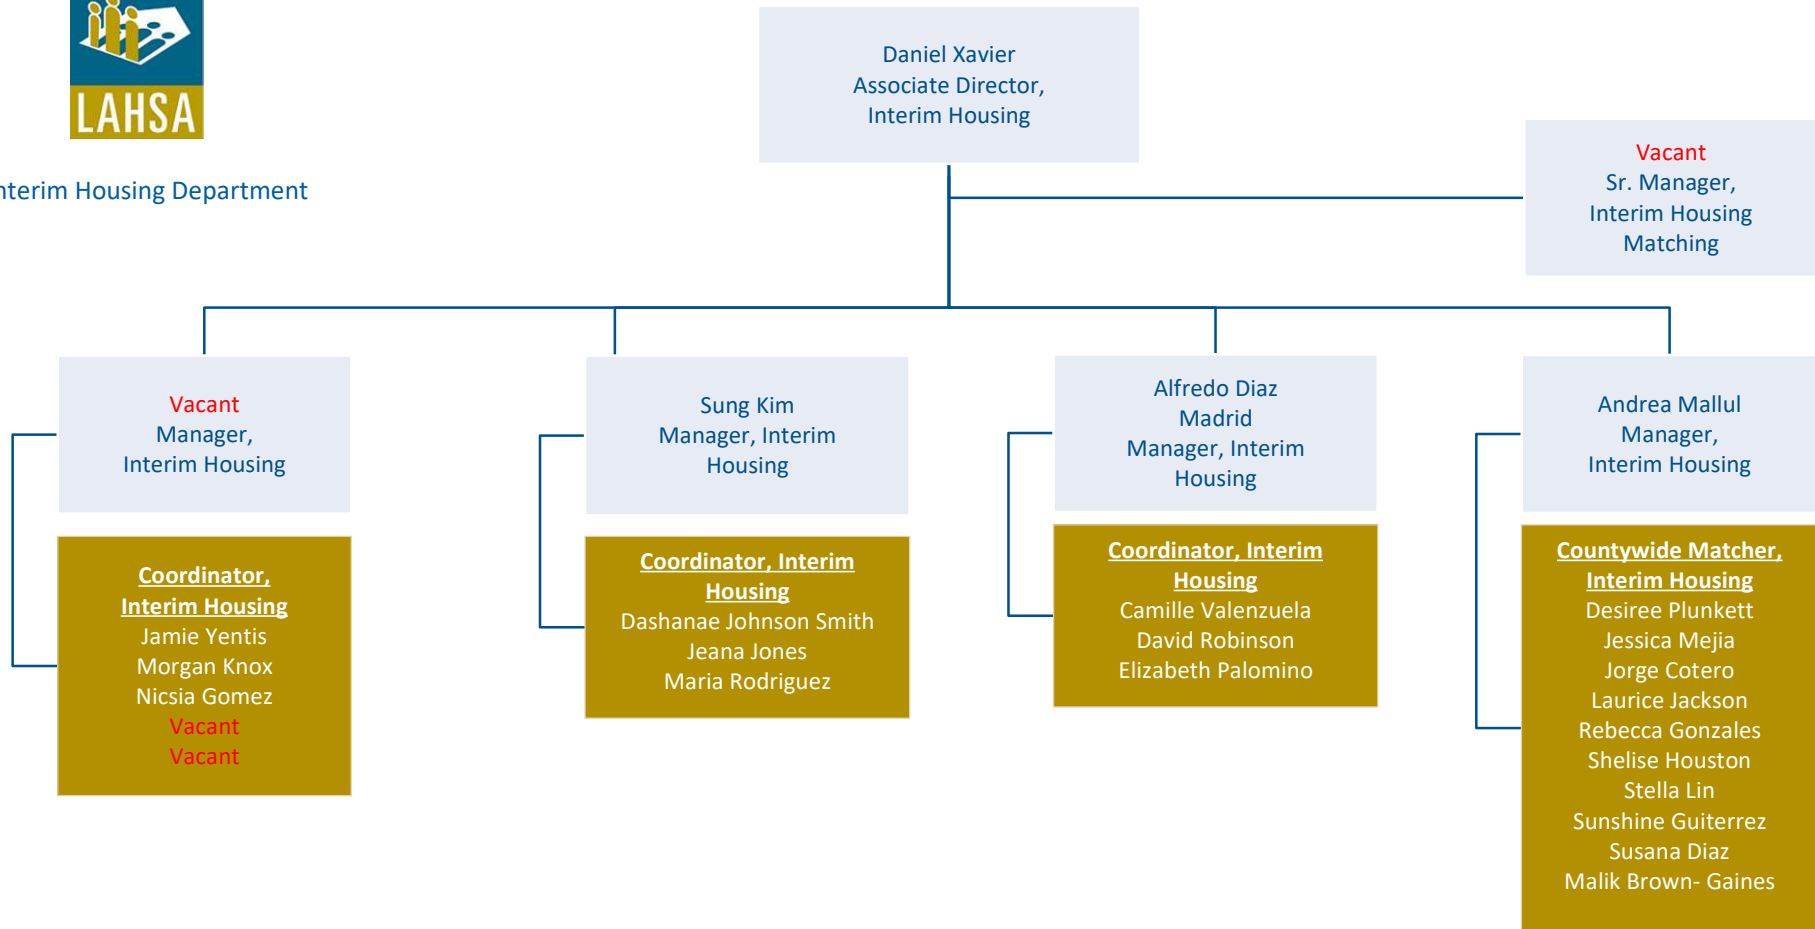 LAHSA
nterim Housing Department
Daniel Xavier
Associate Director,
Interim Housing
Vacant
Sr. Manager,
Interim Housing
Matching
Vacant
Manager,
Interim Housing
Sung Kim
Manager, Interim
Housing
Alfredo Diaz
Madrid
Manager, Interim
Housing
Andrea Mallul
Manager,
Interim Housing
Coordinator,
Interim Housing
Jamie Yentis
Morgan Knox
Nicsia Gomez
Vacant
Vacant
Coordinator, Interim
Housing
Dashanae Johnson Smith
Jeana Jones
Maria Rodriguez
Coordinator, Interim
Housing
Camille Valenzuela
David Robinson
Elizabeth Palomino
Countywide Matcher,
Interim Housing
Desiree Plunkett
Jessica Mejia
Jorge Cotero
Laurice Jackson
Rebecca Gonzales
Shelise Houston
Stella Lin
Sunshine Guiterrez
Susana Diaz
Malik Brown- Gaines